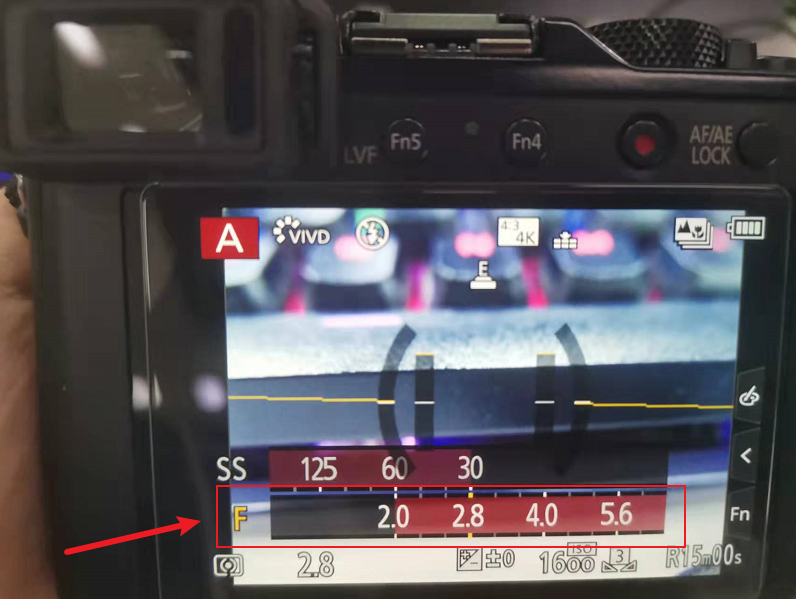 LVF Fn5 Fn4 AF/AE
LOCK
A VIVD 4:3
4K
E
SS 125 60 30
F 2.0 2.8 4.0 5.6
Fn
2.8 ±0 1600 ISO 3 R15m00s